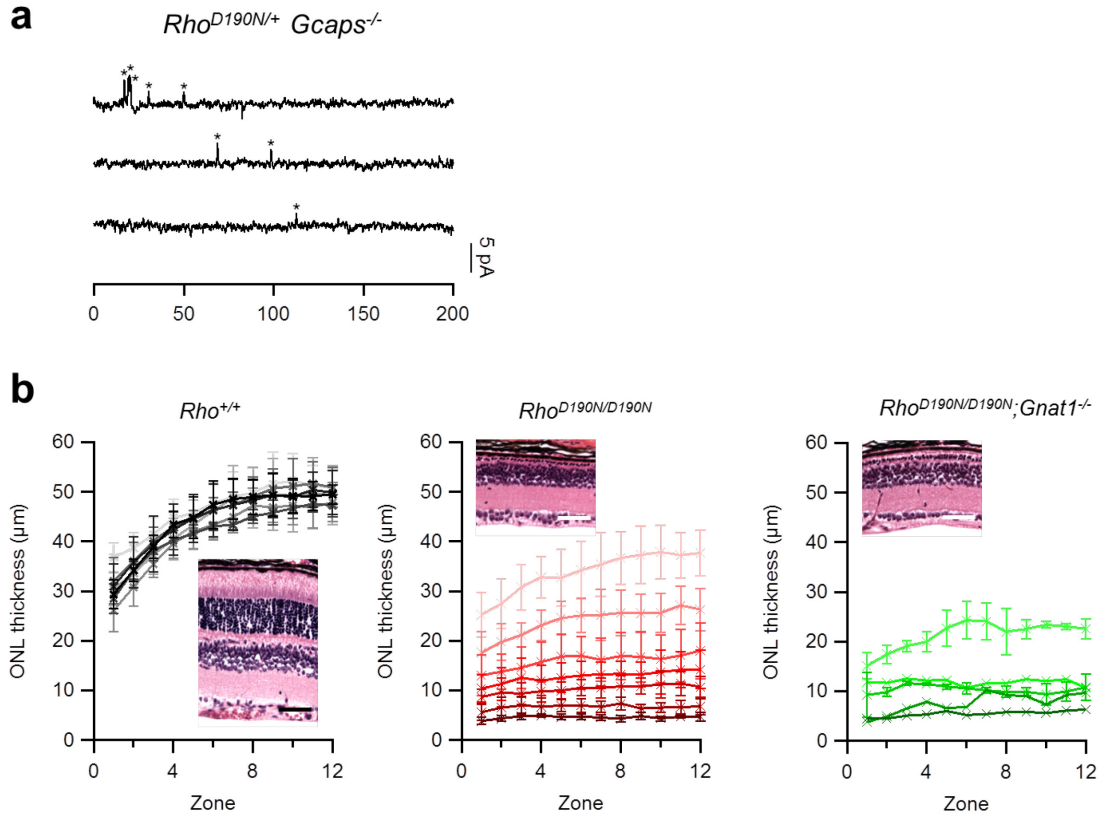 a
Rho^D190N/+ Gcaps^-/-
* * * * *
* *
*
5 pA
0 50 100 150 200
b
Rho^+/+
ONL thickness (μm)
60
50
40
30
20
10
0
0 4 8 12
Zone
Rho^D190N/D190N
ONL thickness (μm)
60
50
40
30
20
10
0
0 4 8 12
Zone
Rho^D190N/D190N;Gnat1^-/-
ONL thickness (μm)
60
50
40
30
20
10
0
0 4 8 12
Zone